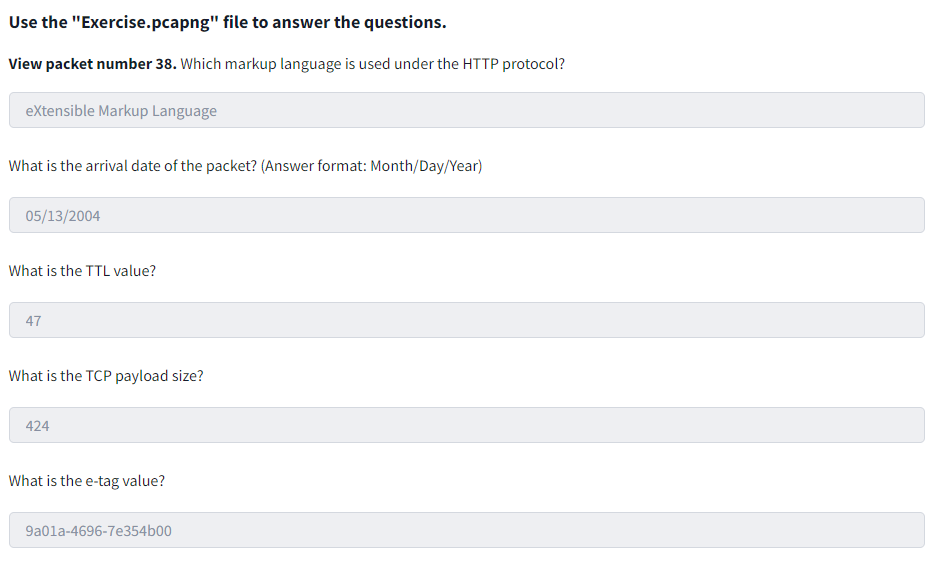 Use the "Exercise.pcapng" file to answer the questions.
View packet number 38. Which markup language is used under the HTTP protocol?
eXtensible Markup Language
What is the arrival date of the packet? (Answer format: Month/Day/Year)
05/13/2004
What is the TTL value?
47
What is the TCP payload size?
424
What is the e-tag value?
9a01a-4696-7e354b00